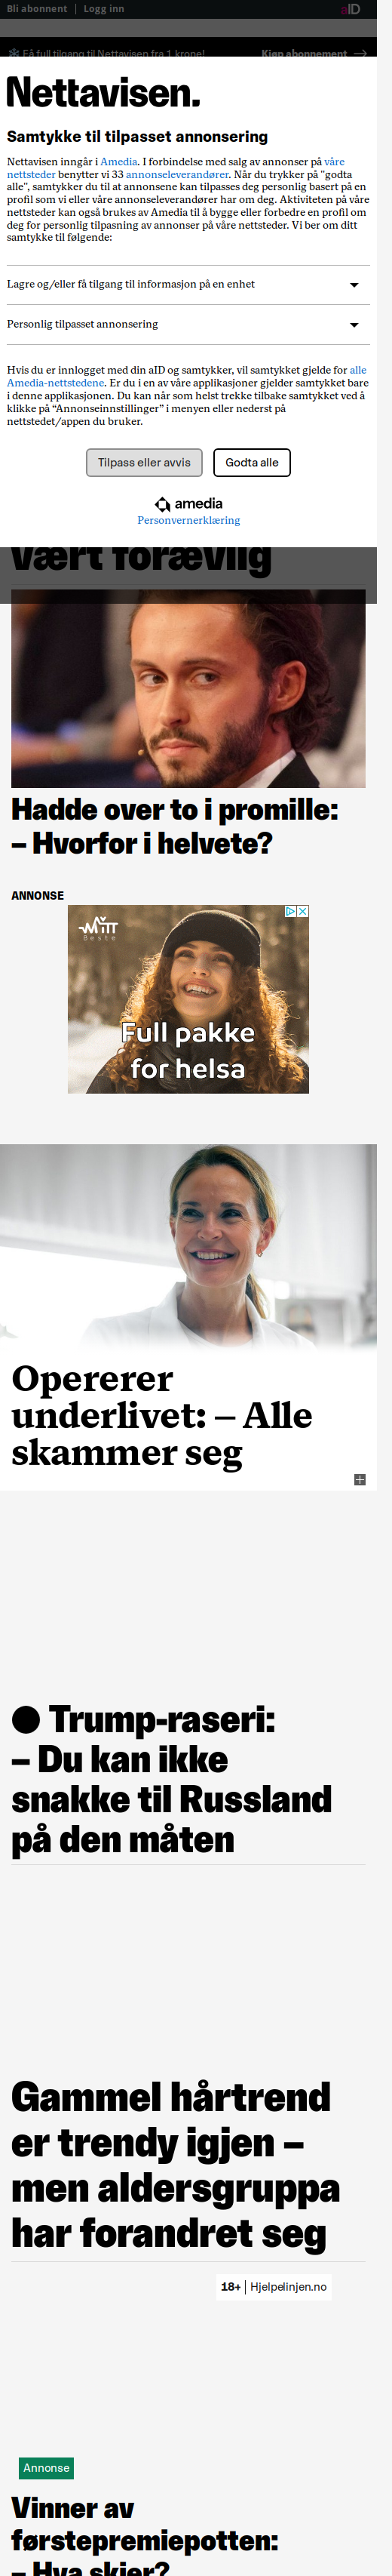 Bli abonnent | Logg inn aID
Få full tilgang til Nettavisen fra 1 krone! Kjøp abonnement →
Nettavisen.
Samtykke til tilpasset annonsering
Nettavisen inngår i Amedia. I forbindelse med salg av annonser på våre
nettsteder benytter vi 33 annonseleverandører. Når du trykker på "godta
alle", samtykker du til at annonsene kan tilpasses deg personlig basert på en
profil som vi eller våre annonseleverandører har om deg. Aktiviteten på våre
nettsteder kan også brukes av Amedia til å bygge eller forbedre en profil om
deg for personlig tilpasning av annonser på våre nettsteder. Vi ber om ditt
samtykke til følgende:
Lagre og/eller få tilgang til informasjon på en enhet
Personlig tilpasset annonsering
Hvis du er innlogget med din aID og samtykker, vil samtykket gjelde for alle
Amedia-nettstedene. Er du i en av våre applikasjoner gjelder samtykket bare
i denne applikasjonen. Du kan når som helst trekke tilbake samtykket ved å
klikke på “Annonseinnstillinger” i menyen eller nederst på
nettstedet/appen du bruker.
Tilpass eller avvis Godta alle
amedia
Personvernerklæring
vært forævlig
Hadde over to i promille:
– Hvorfor i helvete?
ANNONSE
MITT
Beste
Full pakke
for helsa
Opererer
underlivet: – Alle
skammer seg
● Trump-raseri:
– Du kan ikke
snakke til Russland
på den måten
Gammel hårtrend
er trendy igjen –
men aldersgruppa
har forandret seg
18+ | Hjelpelinjen.no
Annonse
Vinner av
førstepremiepotten:
– Hva skjer?